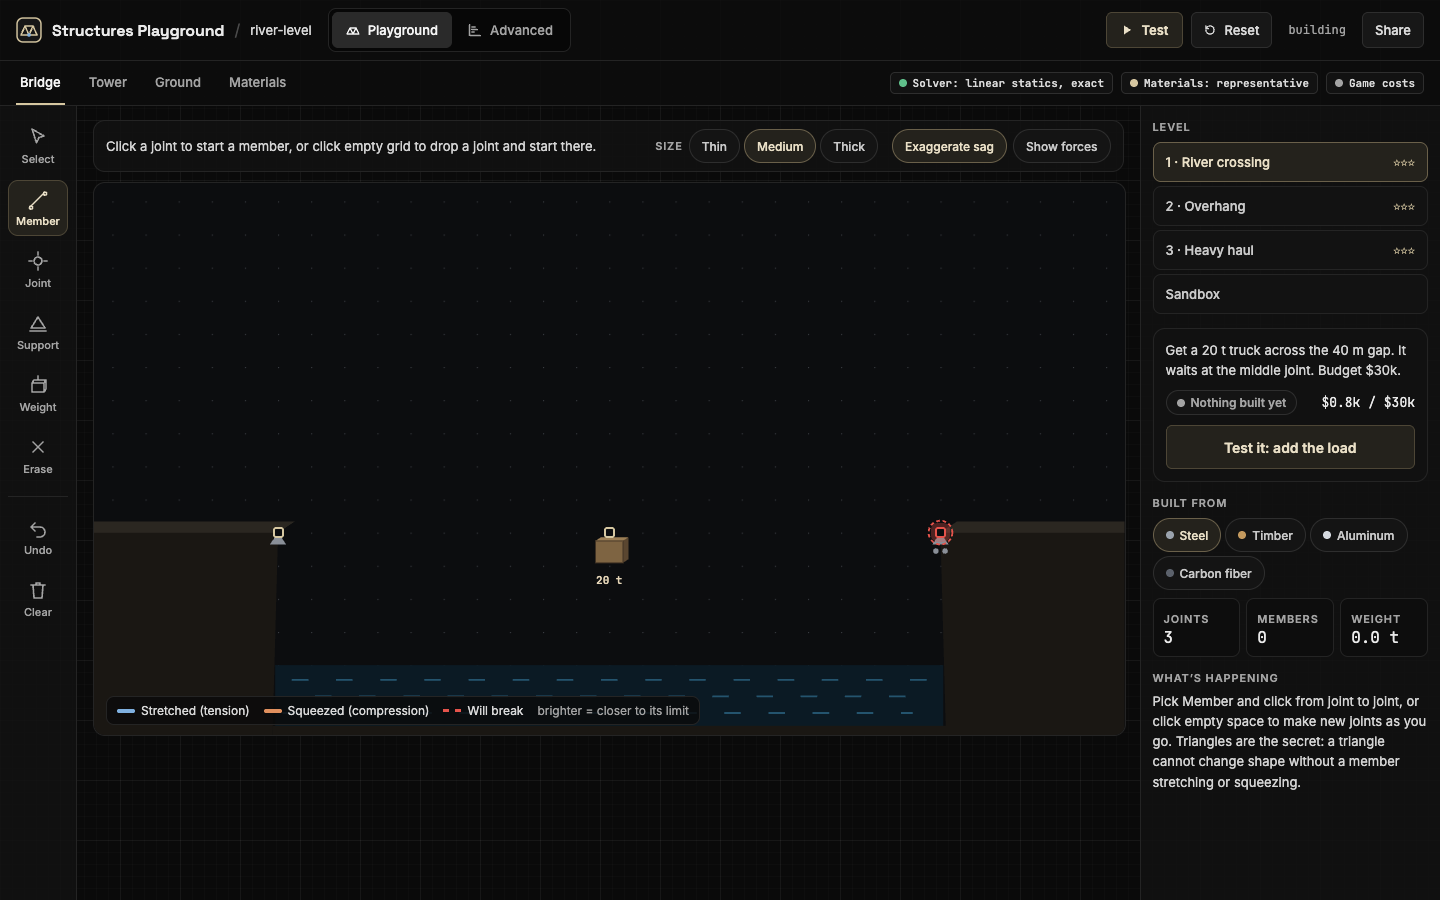 Structures Playground / river-level
Playground
Advanced
Test
Reset
building
Share
Bridge
Tower
Ground
Materials
Solver: linear statics, exact
Materials: representative
Game costs
Select
Member
Joint
Support
Weight
Erase
Undo
Clear
Click a joint to start a member, or click empty grid to drop a joint and start there.
SIZE
Thin
Medium
Thick
Exaggerate sag
Show forces
20 t
Stretched (tension)
Squeezed (compression)
Will break
brighter = closer to its limit
LEVEL
1 · River crossing ☆☆☆
2 · Overhang ☆☆☆
3 · Heavy haul ☆☆☆
Sandbox
Get a 20 t truck across the 40 m gap. It
waits at the middle joint. Budget $30k.
Nothing built yet
$0.8k / $30k
Test it: add the load
BUILT FROM
Steel
Timber
Aluminum
Carbon fiber
JOINTS
3
MEMBERS
0
WEIGHT
0.0 t
WHAT'S HAPPENING
Pick Member and click from joint to joint, or
click empty space to make new joints as you
go. Triangles are the secret: a triangle
cannot change shape without a member
stretching or squeezing.